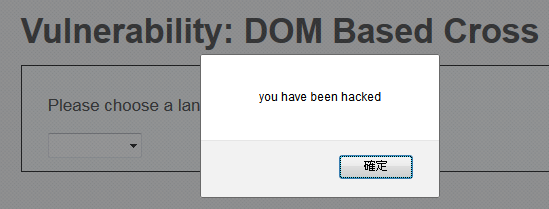 Vulnerability: DOM Based Cross
Please choose a lan
you have been hacked
確定